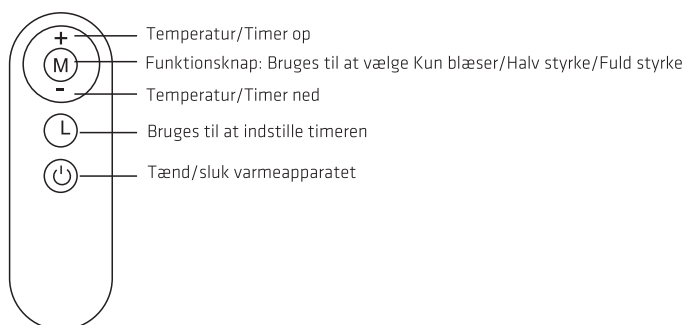 +
Temperatur/Timer op
M
Funktionsknap: Bruges til at vælge Kun blæser/Halv styrke/Fuld styrke
-
Temperatur/Timer ned
Bruges til at indstille timeren
Tænd/sluk varmeapparatet